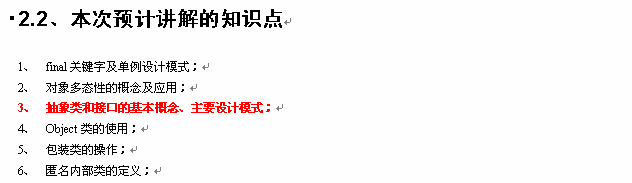 ▪2.2、本次预计讲解的知识点↵
1、 final 关键字及单例设计模式；↵
2、 对象多态性的概念及应用；↵
3、 抽象类和接口的基本概念、主要设计模式；↵
4、 Object 类的使用；↵
5、 包装类的操作；↵
6、 匿名内部类的定义；↵